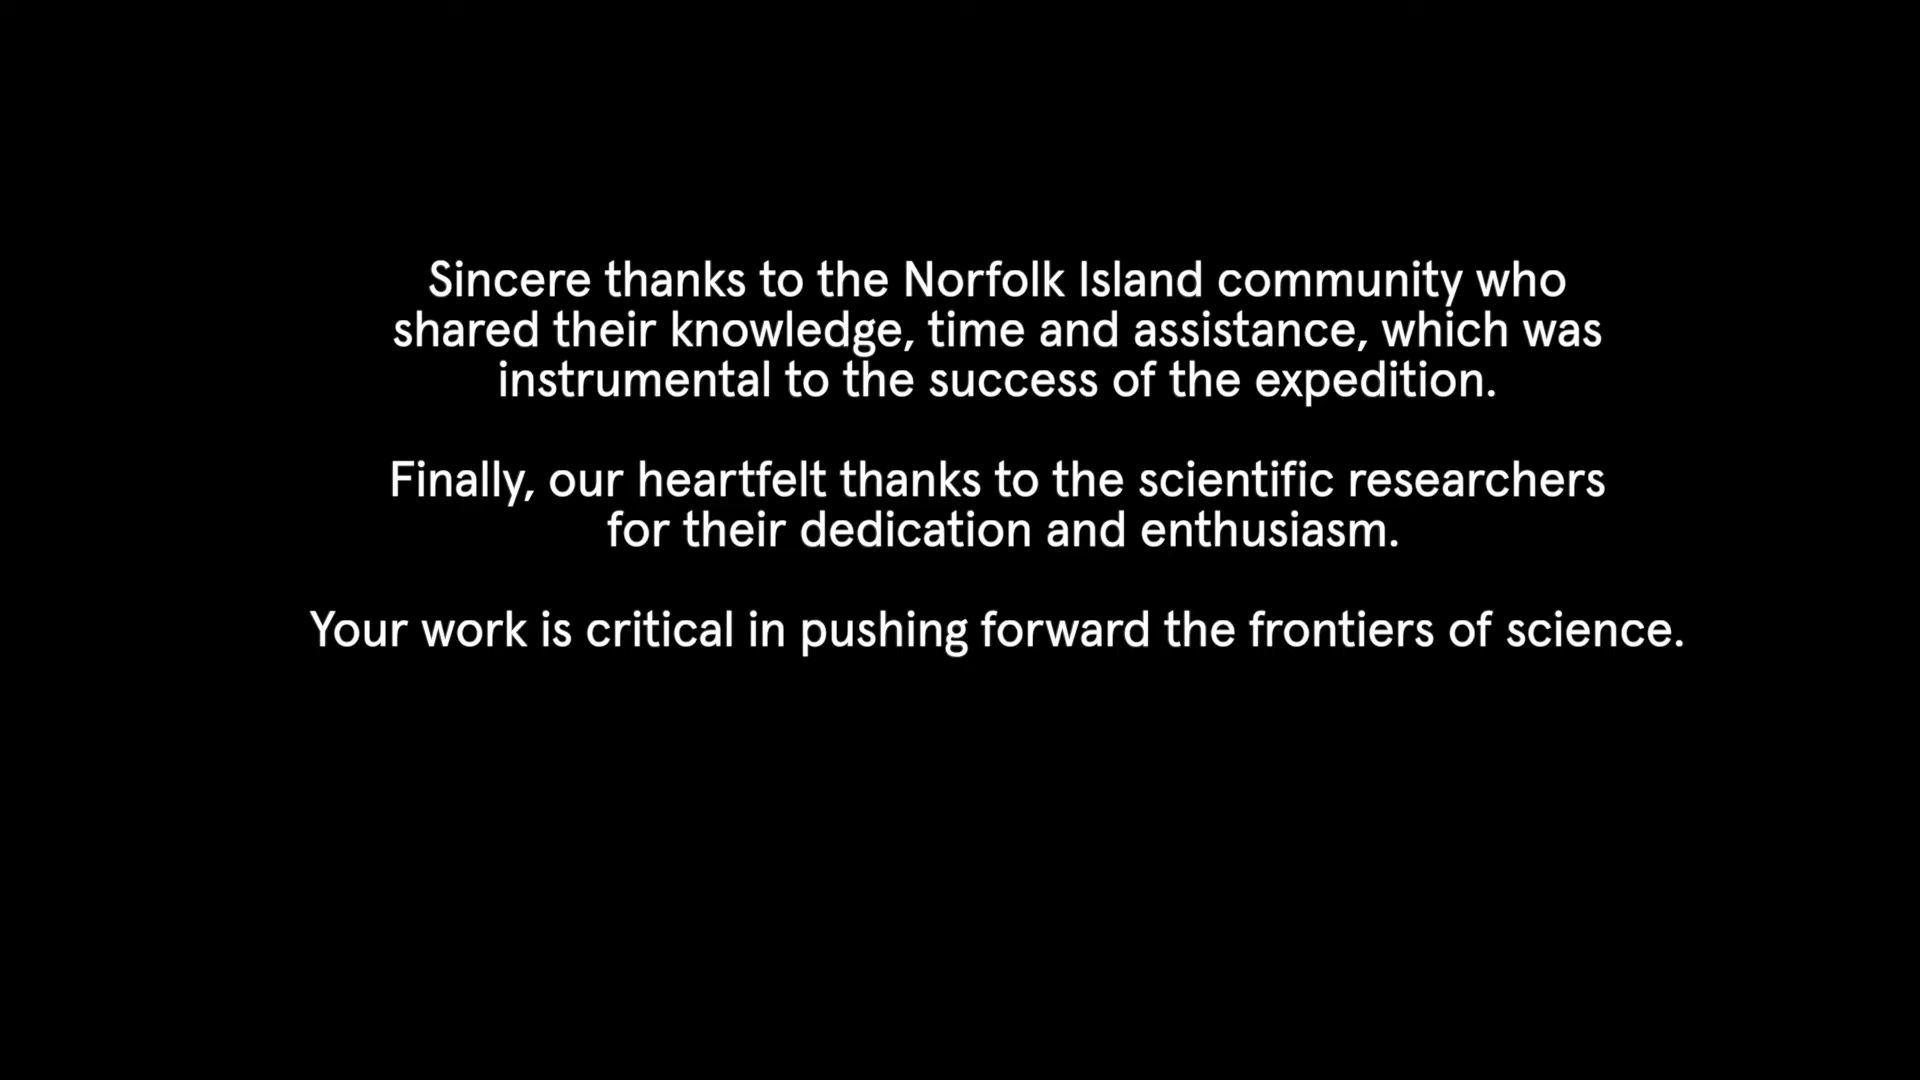 Sincere thanks to the Norfolk Island community who
shared their knowledge, time and assistance, which was
instrumental to the success of the expedition.
Finally, our heartfelt thanks to the scientific researchers
for their dedication and enthusiasm.
Your work is critical in pushing forward the frontiers of science.